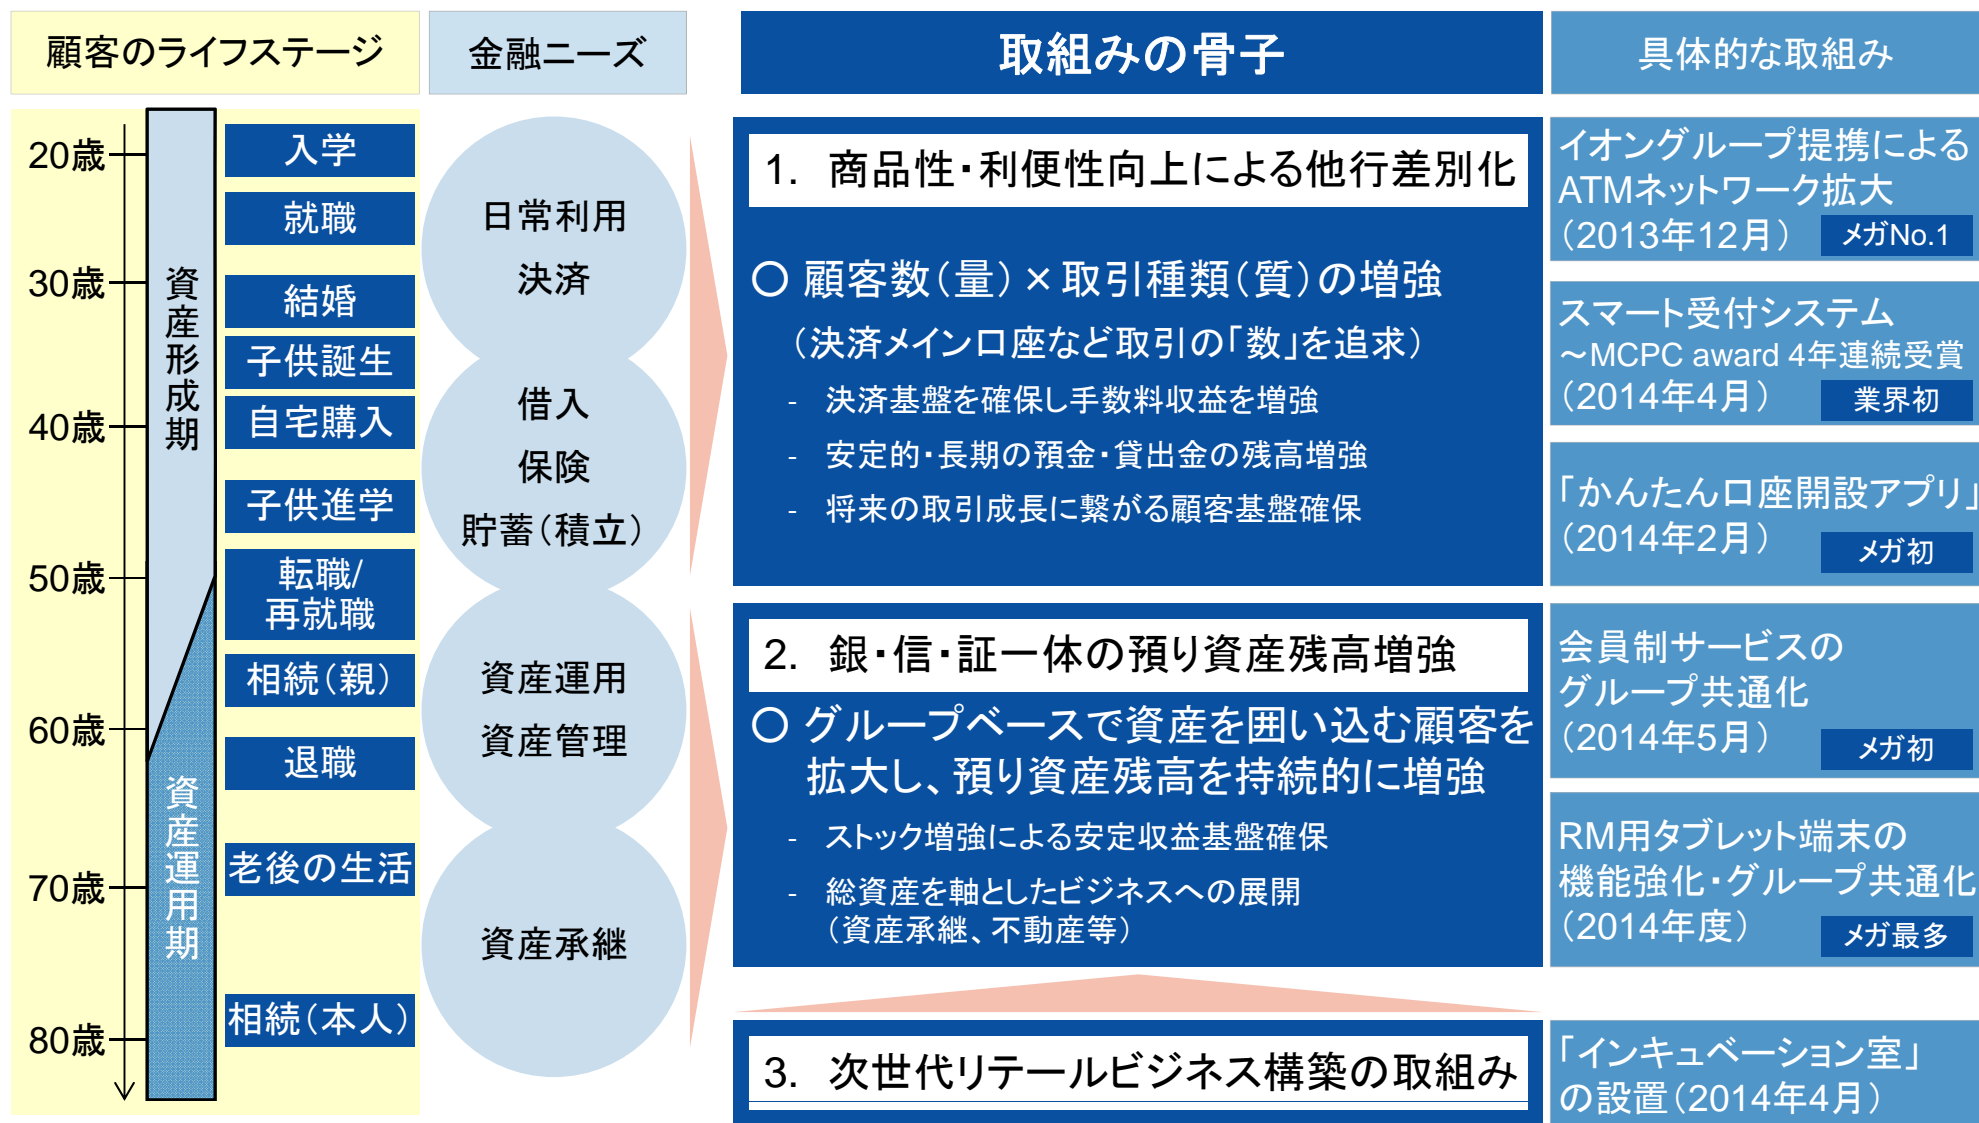 顧客のライフステージ
金融ニーズ
取組みの骨子
具体的な取組み
20歳
30歳
40歳
50歳
60歳
70歳
80歳
資産形成期
資産運用期
入学
就職
結婚
子供誕生
自宅購入
子供進学
転職/
再就職
相続(親)
退職
老後の生活
相続(本人)
日常利用
決済
借入
保険
貯蓄(積立)
資産運用
資産管理
資産承継
1. 商品性・利便性向上による他行差別化
○ 顧客数(量)×取引種類(質)の増強
(決済メイン口座など取引の「数」を追求)
- 決済基盤を確保し手数料収益を増強
- 安定的・長期の預金・貸出金の残高増強
- 将来の取引成長に繋がる顧客基盤確保
2. 銀・信・証一体の預り資産残高増強
○ グループベースで資産を囲い込む顧客を
拡大し、預り資産残高を持続的に増強
- ストック増強による安定収益基盤確保
- 総資産を軸としたビジネスへの展開
(資産承継、不動産等)
3. 次世代リテールビジネス構築の取組み
イオングループ提携による
ATMネットワーク拡大
(2013年12月) メガNo.1
スマート受付システム
～MCPC award 4年連続受賞
(2014年4月) 業界初
「かんたん口座開設アプリ」
(2014年2月) メガ初
会員制サービスの
グループ共通化
(2014年5月) メガ初
RM用タブレット端末の
機能強化・グループ共通化
(2014年度) メガ最多
「インキュベーション室」
の設置(2014年4月)